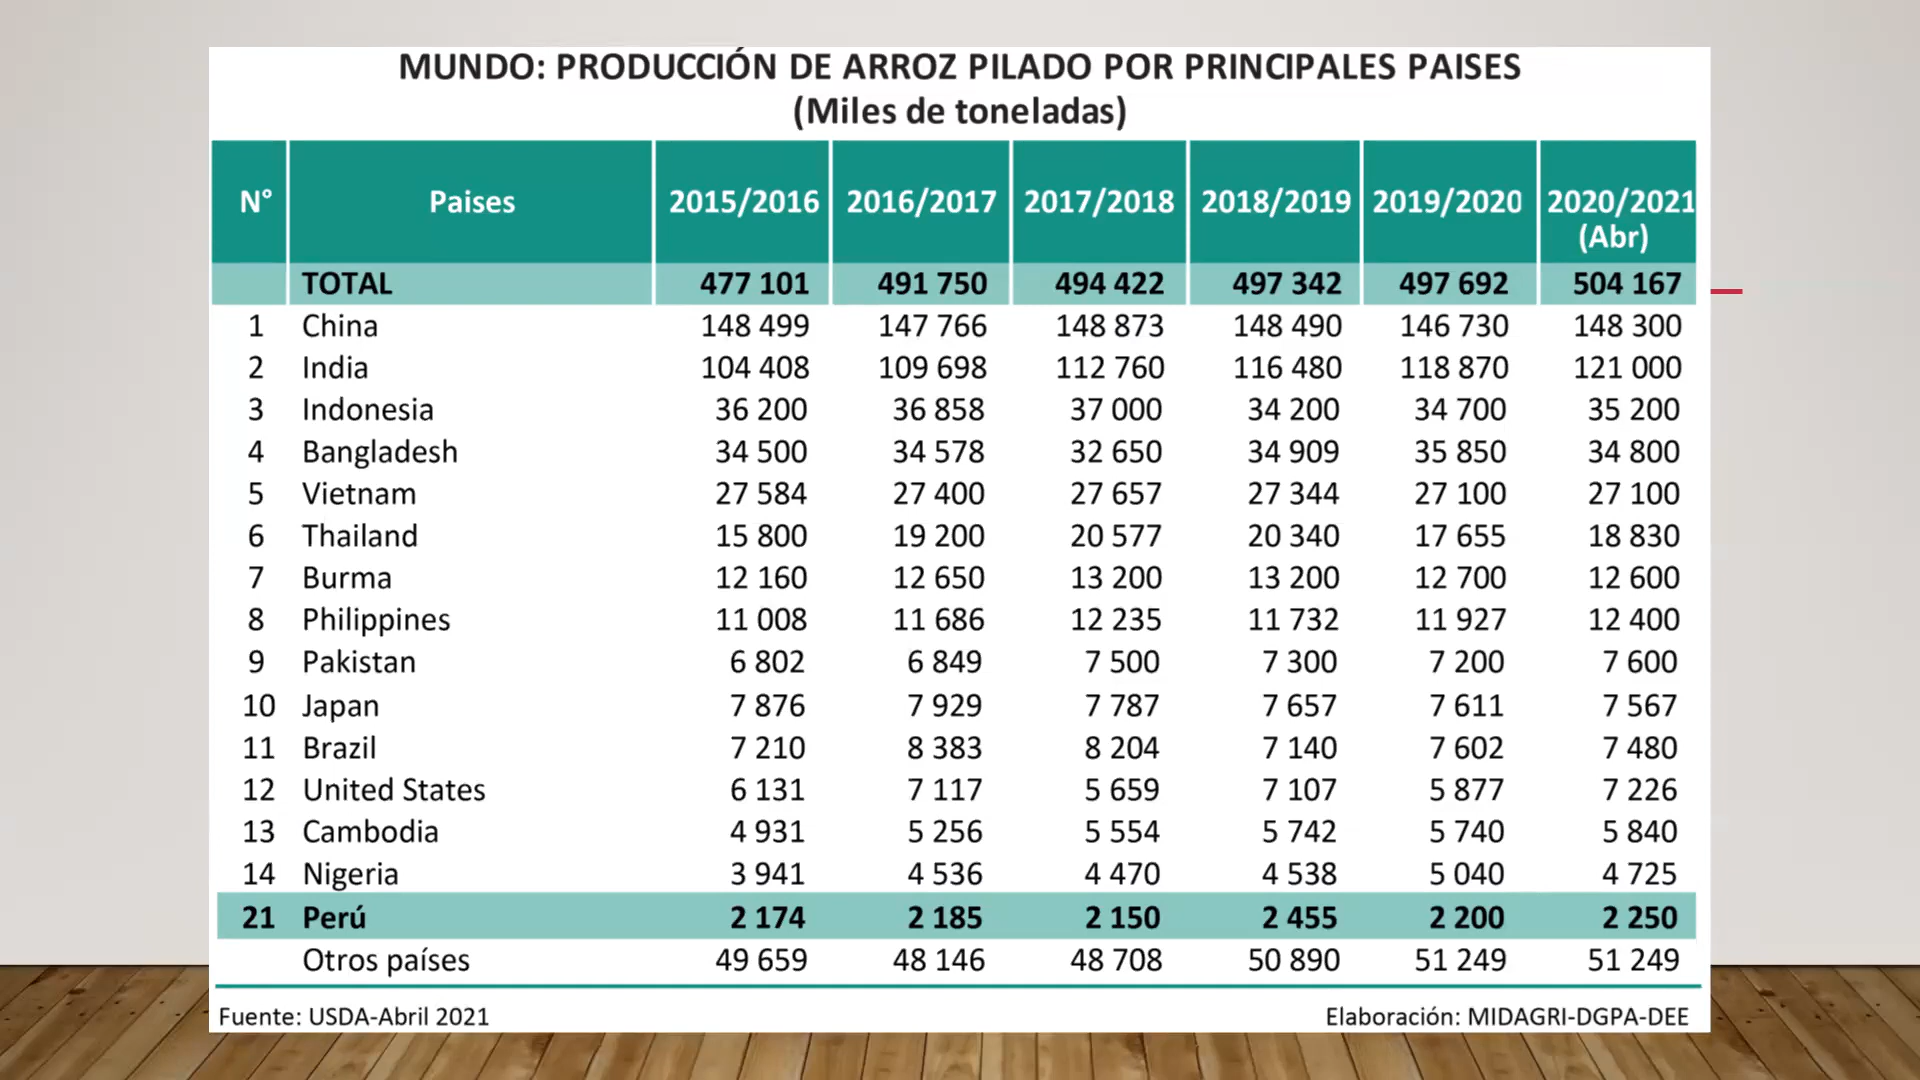 MUNDO: PRODUCCIÓN DE ARROZ PILADO POR PRINCIPALES PAISES
(Miles de toneladas)
N° Paises 2015/2016 2016/2017 2017/2018 2018/2019 2019/2020 2020/2021 (Abr)
TOTAL 477 101 491 750 494 422 497 342 497 692 504 167
1 China 148 499 147 766 148 873 148 490 146 730 148 300
2 India 104 408 109 698 112 760 116 480 118 870 121 000
3 Indonesia 36 200 36 858 37 000 34 200 34 700 35 200
4 Bangladesh 34 500 34 578 32 650 34 909 35 850 34 800
5 Vietnam 27 584 27 400 27 657 27 344 27 100 27 100
6 Thailand 15 800 19 200 20 577 20 340 17 655 18 830
7 Burma 12 160 12 650 13 200 13 200 12 700 12 600
8 Philippines 11 008 11 686 12 235 11 732 11 927 12 400
9 Pakistan 6 802 6 849 7 500 7 300 7 200 7 600
10 Japan 7 876 7 929 7 787 7 657 7 611 7 567
11 Brazil 7 210 8 383 8 204 7 140 7 602 7 480
12 United States 6 131 7 117 5 659 7 107 5 877 7 226
13 Cambodia 4 931 5 256 5 554 5 742 5 740 5 840
14 Nigeria 3 941 4 536 4 470 4 538 5 040 4 725
21 Perú 2 174 2 185 2 150 2 455 2 200 2 250
Otros países 49 659 48 146 48 708 50 890 51 249 51 249
Fuente: USDA-Abril 2021 Elaboración: MIDAGRI-DGPA-DEE